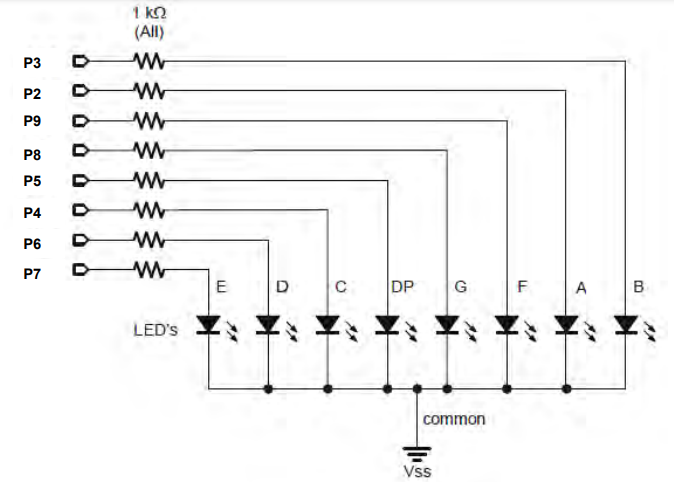 1 kΩ
(All)
P3
P2
P9
P8
P5
P4
P6
P7
E D C DP G F A B
LED's
common
Vss